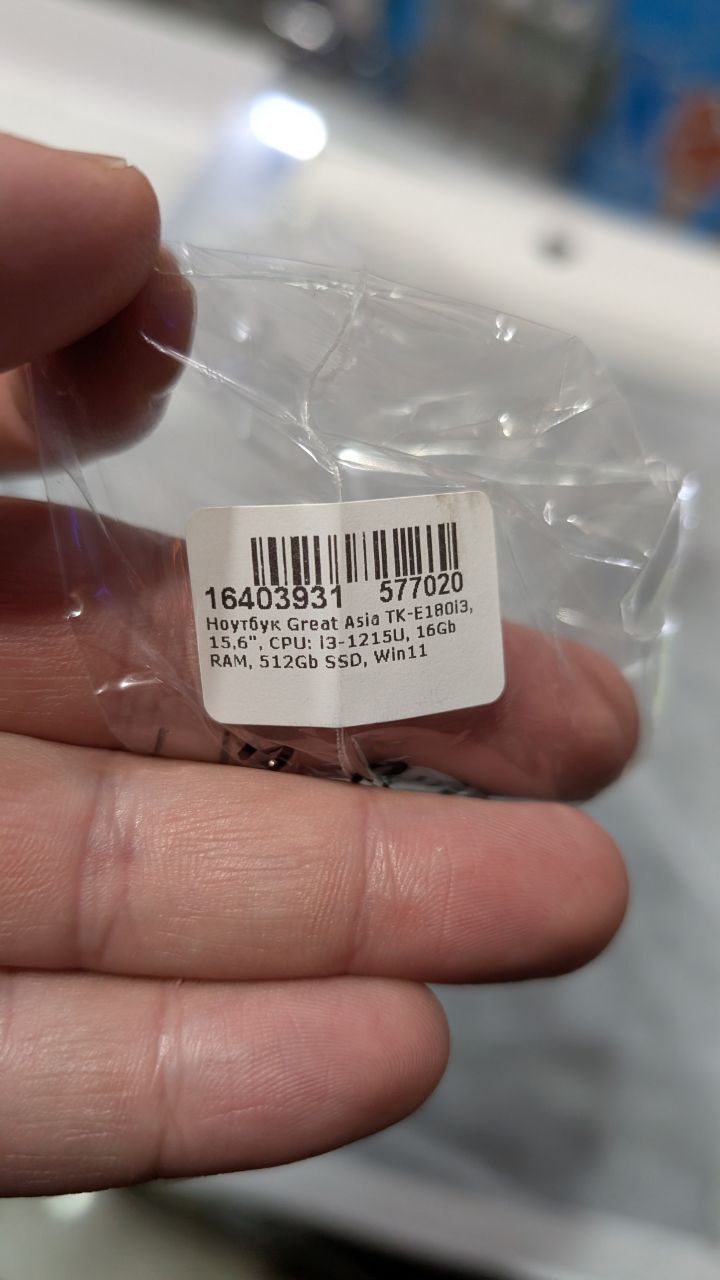 16403931 577020
Ноутбук Great Asia TK-E180i3,
15,6", CPU: i3-1215U, 16Gb
RAM, 512Gb SSD, Win11